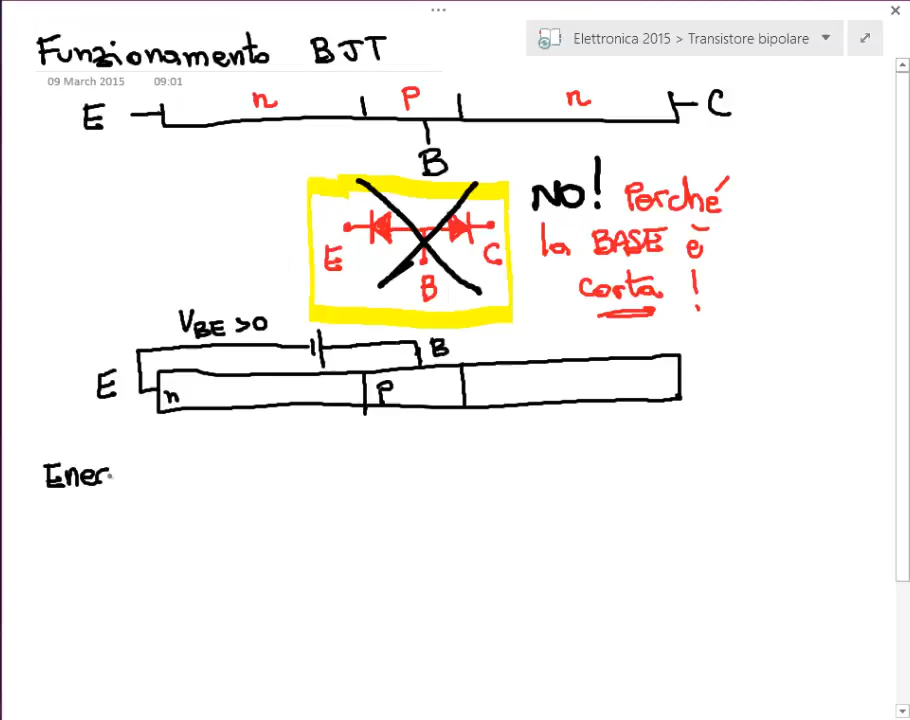 Funzionamento BJT
Elettronica 2015 > Transistore bipolare
09 March 2015 09:01
E n P n C
B
NO! Perché
la BASE è
corta!
E B C
VBE >0
B
E n P
Ener